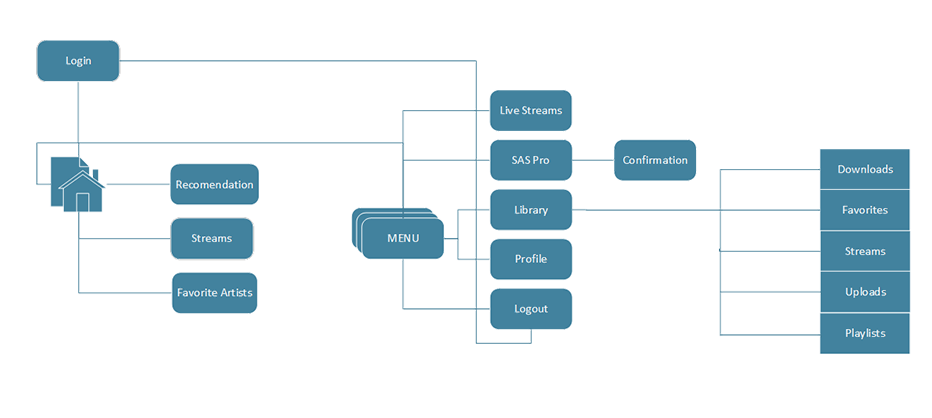 Login
Live Streams
SAS Pro
Confirmation
Downloads
Recomendation
Library
Favorites
Streams
MENU
Profile
Streams
Favorite Artists
Logout
Uploads
Playlists